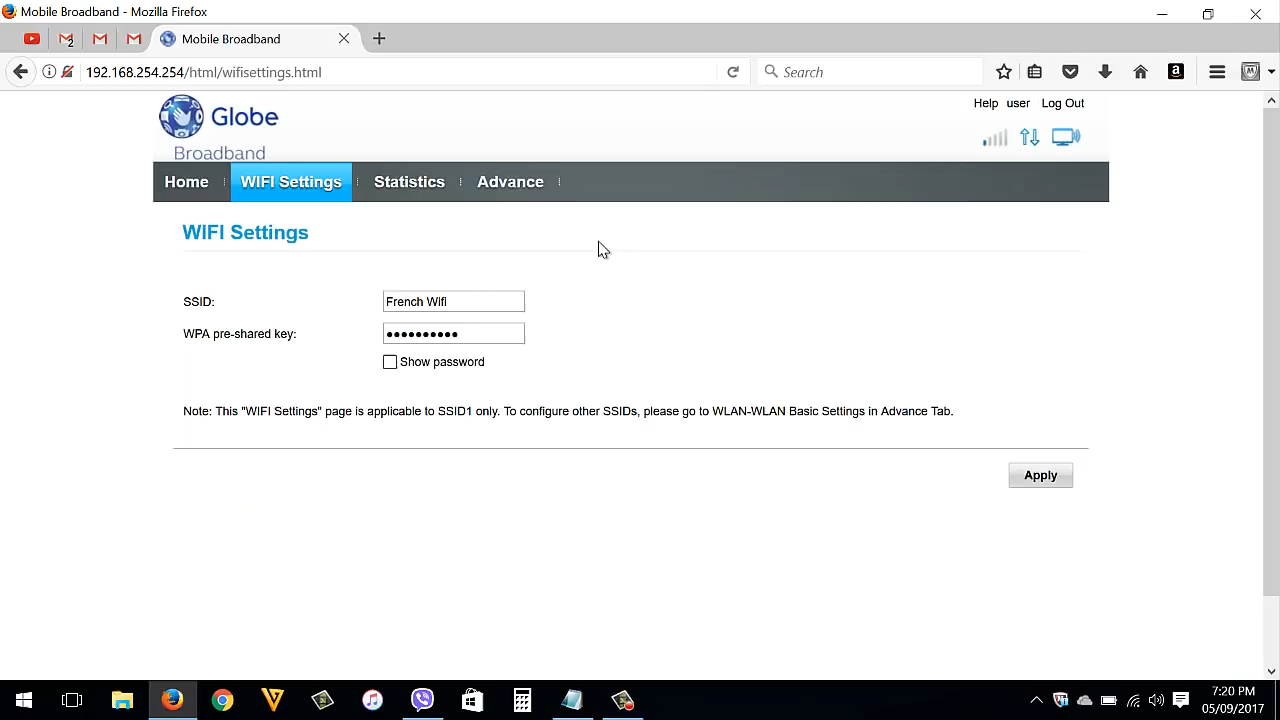 Mobile Broadband - Mozilla Firefox
2
Mobile Broadband
192.168.254.254/html/wifisettings.html
Search
Globe
Broadband
Help user Log Out
Home WIFI Settings Statistics Advance
WIFI Settings
SSID: French Wifi
WPA pre-shared key: ●●●●●●●●●●
Show password
Note: This "WIFI Settings" page is applicable to SSID1 only. To configure other SSIDs, please go to WLAN-WLAN Basic Settings in Advance Tab.
Apply
7:20 PM
05/09/2017